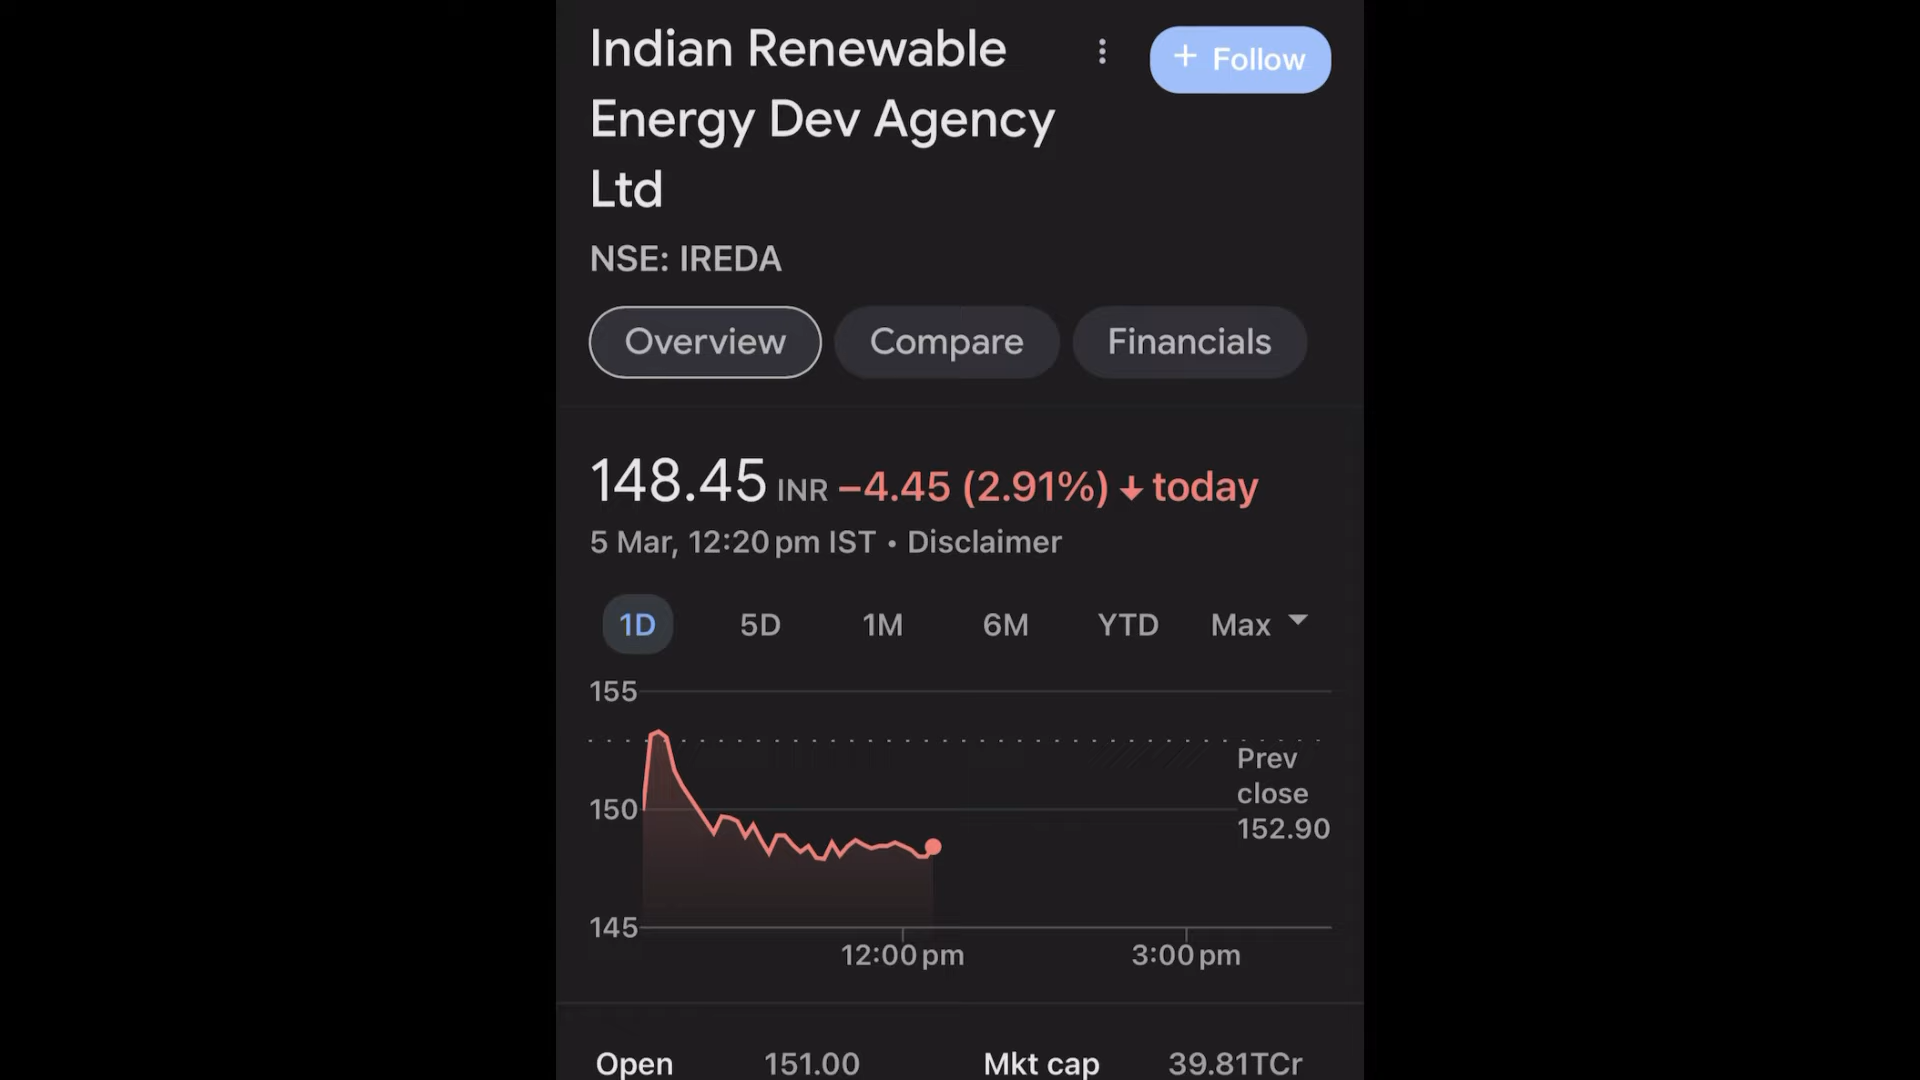 Indian Renewable
Energy Dev Agency
Ltd
+ Follow
NSE: IREDA
Overview Compare Financials
148.45 INR −4.45 (2.91%) ↓ today
5 Mar, 12:20 pm IST • Disclaimer
1D 5D 1M 6M YTD Max
155
Prev
close
152.90
150
145
12:00 pm 3:00 pm
Open 151.00 Mkt cap 39.81TCr